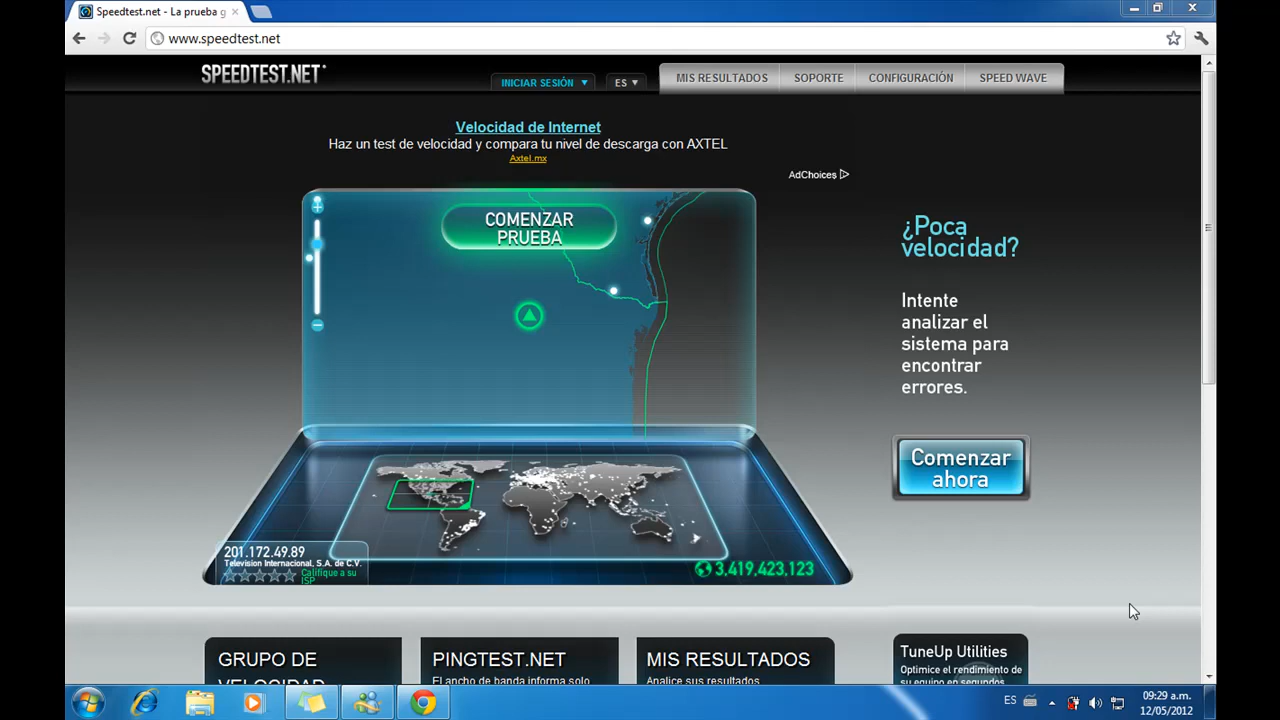 Speedtest.net - La prueba g
www.speedtest.net
SPEEDTEST.NET
INICIAR SESIÓN
ES
MIS RESULTADOS
SOPORTE
CONFIGURACIÓN
SPEED WAVE
Velocidad de Internet
Haz un test de velocidad y compara tu nivel de descarga con AXTEL
Axtel.mx
AdChoices
COMENZAR
PRUEBA
¿Poca
velocidad?
Intente
analizar el
sistema para
encontrar
errores.
Comenzar
ahora
201.172.49.89
Television Internacional, S.A. de C.V.
Califique a su
ISP
3,419,423,123
GRUPO DE
VELOCIDAD
PINGTEST.NET
El ancho de banda informa solo
MIS RESULTADOS
Analice sus resultados
TuneUp Utilities
Optimice el rendimiento de
su equipo en segundos
ES
09:29 a.m.
12/05/2012